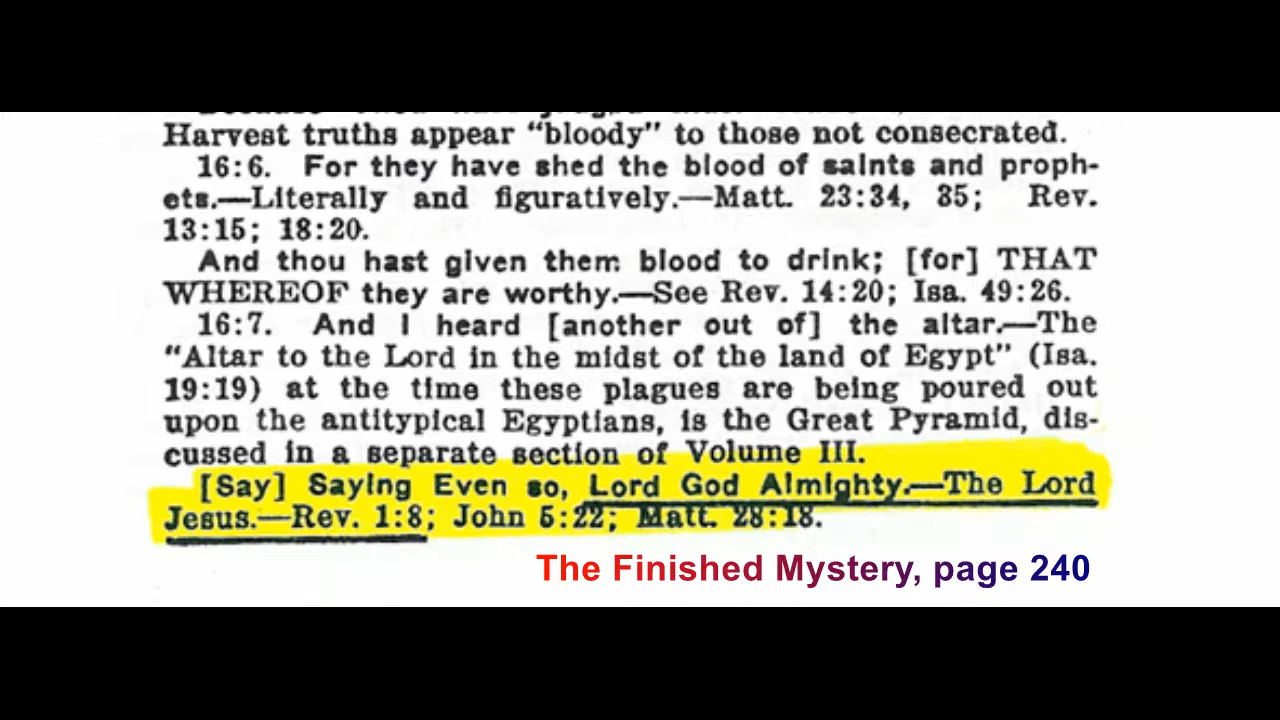 Harvest truths appear “bloody” to those not consecrated.
16:6. For they have shed the blood of saints and proph-
ets.—Literally and figuratively.—Matt. 23:34, 35; Rev.
13:15; 18:20.
And thou hast given them blood to drink; [for] THAT
WHEREOF they are worthy.—See Rev. 14:20; Isa. 49:26.
16:7. And I heard [another out of] the altar.—The
“Altar to the Lord in the midst of the land of Egypt” (Isa.
19:19) at the time these plagues are being poured out
upon the antitypical Egyptians, is the Great Pyramid, dis-
cussed in a separate section of Volume III.
[Say] Saying Even so, Lord God Almighty.—The Lord
Jesus.—Rev. 1:8; John 5:22; Matt. 28:18.
The Finished Mystery, page 240